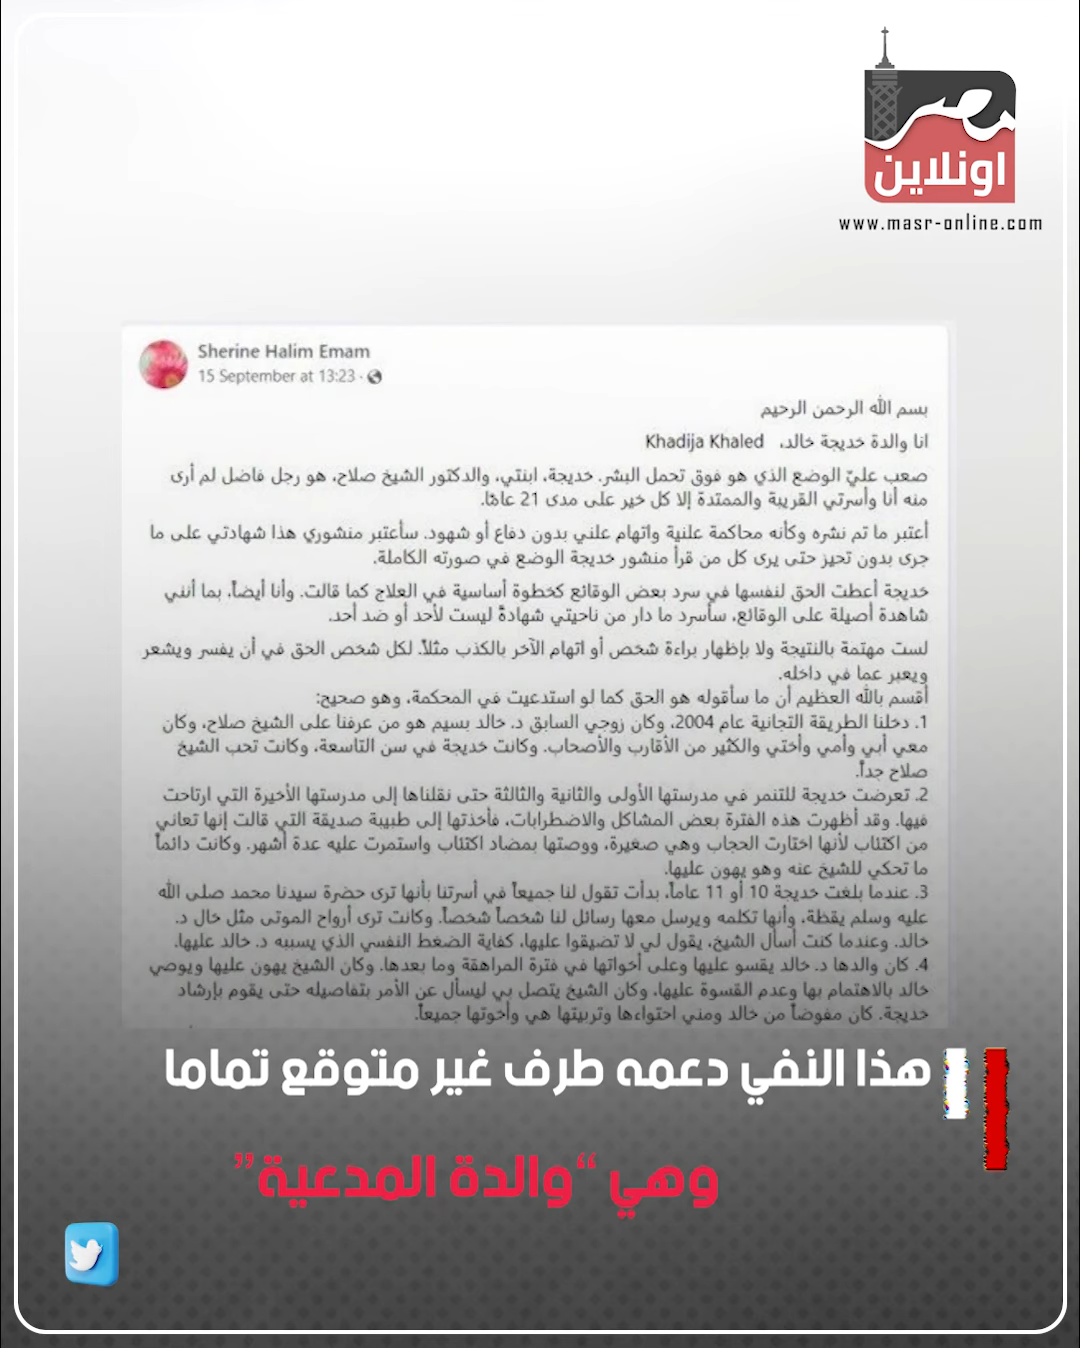 مصر
اونلاين
www.masr-online.com
Sherine Halim Emam
15 September at 13:23 ·
بسم الله الرحمن الرحيم
انا والدة خديجة خالد، Khadija Khaled
صعب عليّ الوضع الذي هو فوق تحمل البشر. خديجة، ابنتي، والدكتور الشيخ صلاح، هو رجل فاضل لم أرى
منه أنا وأسرتي القريبة والممتدة إلا كل خير على مدى 21 عامًا.
أعتبر ما تم نشره وكأنه محاكمة علنية واتهام علني بدون دفاع أو شهود. سأعتبر منشوري هذا شهادتي على ما
جرى بدون تحيز حتى يرى كل من قرأ منشور خديجة الوضع في صورته الكاملة.
خديجة أعطت الحق لنفسها في سرد بعض الوقائع كخطوة أساسية في العلاج كما قالت. وأنا أيضاً، بما أنني
شاهدة أصيلة على الوقائع، سأسرد ما دار من ناحيتي شهادةً ليست لأحد أو ضد أحد.
لست مهتمة بالنتيجة ولا بإظهار براءة شخص أو اتهام الآخر بالكذب مثلاً. لكل شخص الحق في أن يفسر ويشعر
ويعبر عما في داخله.
أقسم بالله العظيم أن ما سأقوله هو الحق كما لو استدعيت في المحكمة، وهو صحيح:
1. دخلنا الطريقة التجانية عام 2004، وكان زوجي السابق د. خالد بسيم هو من عرفنا على الشيخ صلاح، وكان
معي أبي وأمي وأختي والكثير من الأقارب والأصحاب. وكانت خديجة في سن التاسعة، وكانت تحب الشيخ
صلاح جداً.
2. تعرضت خديجة للتنمر في مدرستها الأولى والثانية والثالثة حتى نقلناها إلى مدرستها الأخيرة التي ارتاحت
فيها. وقد أظهرت هذه الفترة بعض المشاكل والاضطرابات، فأخذتها إلى طبيبة صديقة التي قالت إنها تعاني
من اكتئاب لأنها اختارت الحجاب وهي صغيرة، ووصتها بمضاد اكتئاب واستمرت عليه عدة أشهر. وكانت دائماً
ما تحكي للشيخ عنه وهو يهون عليها.
3. عندما بلغت خديجة 10 أو 11 عاماً، بدأت تقول لنا جميعاً في أسرتنا بأنها ترى حضرة سيدنا محمد صلى الله
عليه وسلم يقظة، وأنها تكلمه ويرسل معها رسائل لنا شخصاً شخصاً. وكانت ترى أرواح الموتى مثل خال د.
خالد. وعندما كنت أسأل الشيخ، يقول لي لا تضيقوا عليها، كفاية الضغط النفسي الذي يسببه د. خالد عليها.
4. كان والدها د. خالد يقسو عليها وعلى أخواتها في فترة المراهقة وما بعدها. وكان الشيخ يهون عليها ويوصي
خالد بالاهتمام بها وعدم القسوة عليها، وكان الشيخ يتصل بي ليسأل عن الأمر بتفاصيله حتى يقوم بإرشاد
خديجة. كان مفوضاً من خالد ومني احتواءها وتربيتها هي وأخوتها جميعاً.
هذا النفي دعمه طرف غير متوقع تماما
وهي “والدة المدعية”